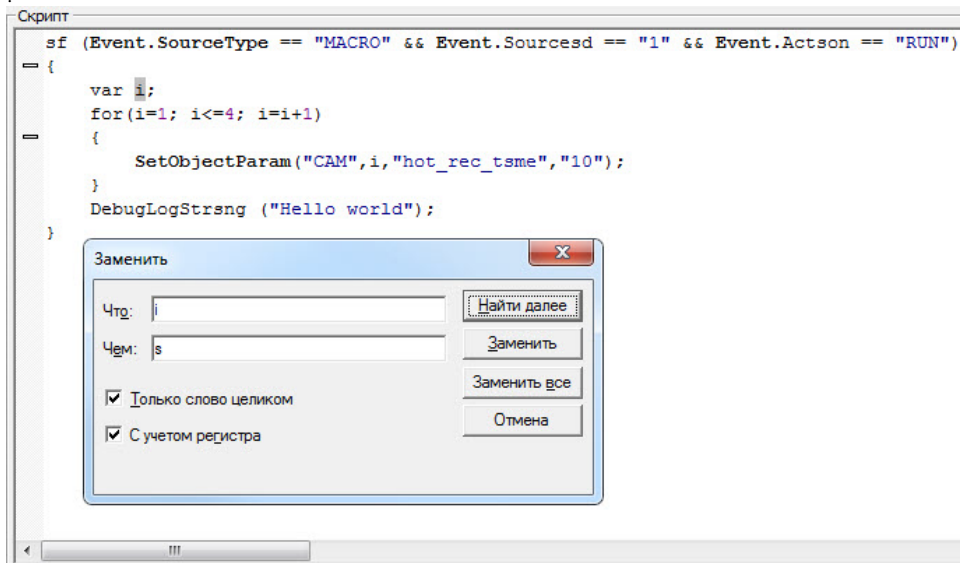 Скрипт
sf (Event.SourceType == "MACRO" && Event.Sourcesd == "1" && Event.Actson == "RUN")
{
var i;
for(i=1; i<=4; i=i+1)
{
SetObjectParam("CAM",i,"hot_rec_tsme","10");
}
DebugLogStrsng ("Hello world");
}
Заменить
Что: i
Найти далее
Чем: s
Заменить
Заменить все
Только слово целиком
Отмена
С учетом регистра